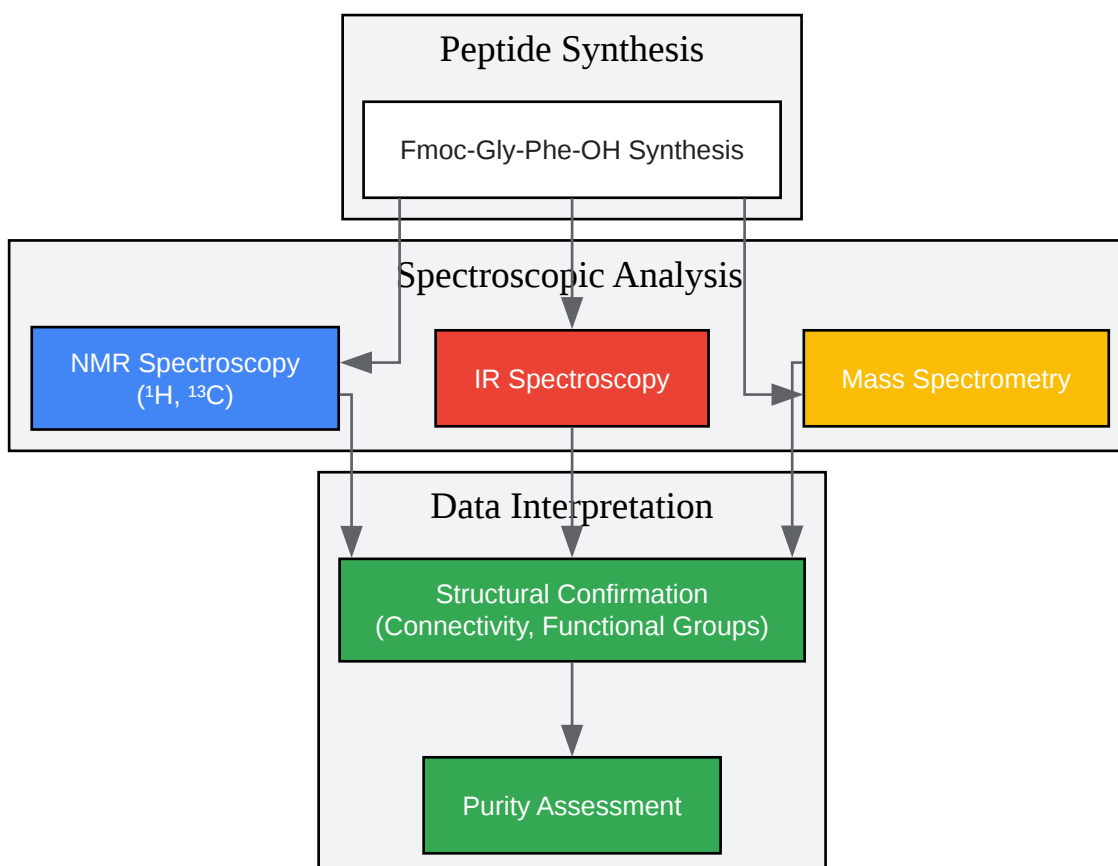 Peptide Synthesis
Fmoc-Gly-Phe-OH Synthesis
Spectroscopic Analysis
NMR Spectroscopy
(¹H, ¹³C)
IR Spectroscopy
Mass Spectrometry
Data Interpretation
Structural Confirmation
(Connectivity, Functional Groups)
Purity Assessment